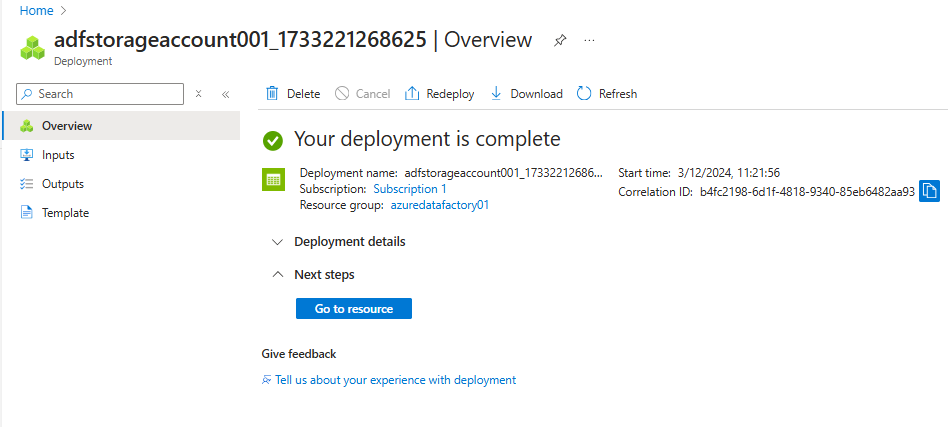 Home >
adfstorageaccount001_1733221268625 | Overview ...
Deployment
Search
Delete Cancel Redeploy Download Refresh
Overview
Inputs
Outputs
Template
Your deployment is complete
Deployment name: adfstorageaccount001_17332212686...
Subscription: Subscription 1
Resource group: azuredatafactory01
Start time: 3/12/2024, 11:21:56
Correlation ID: b4fc2198-6d1f-4818-9340-85eb6482aa93
Deployment details
Next steps
Go to resource
Give feedback
Tell us about your experience with deployment